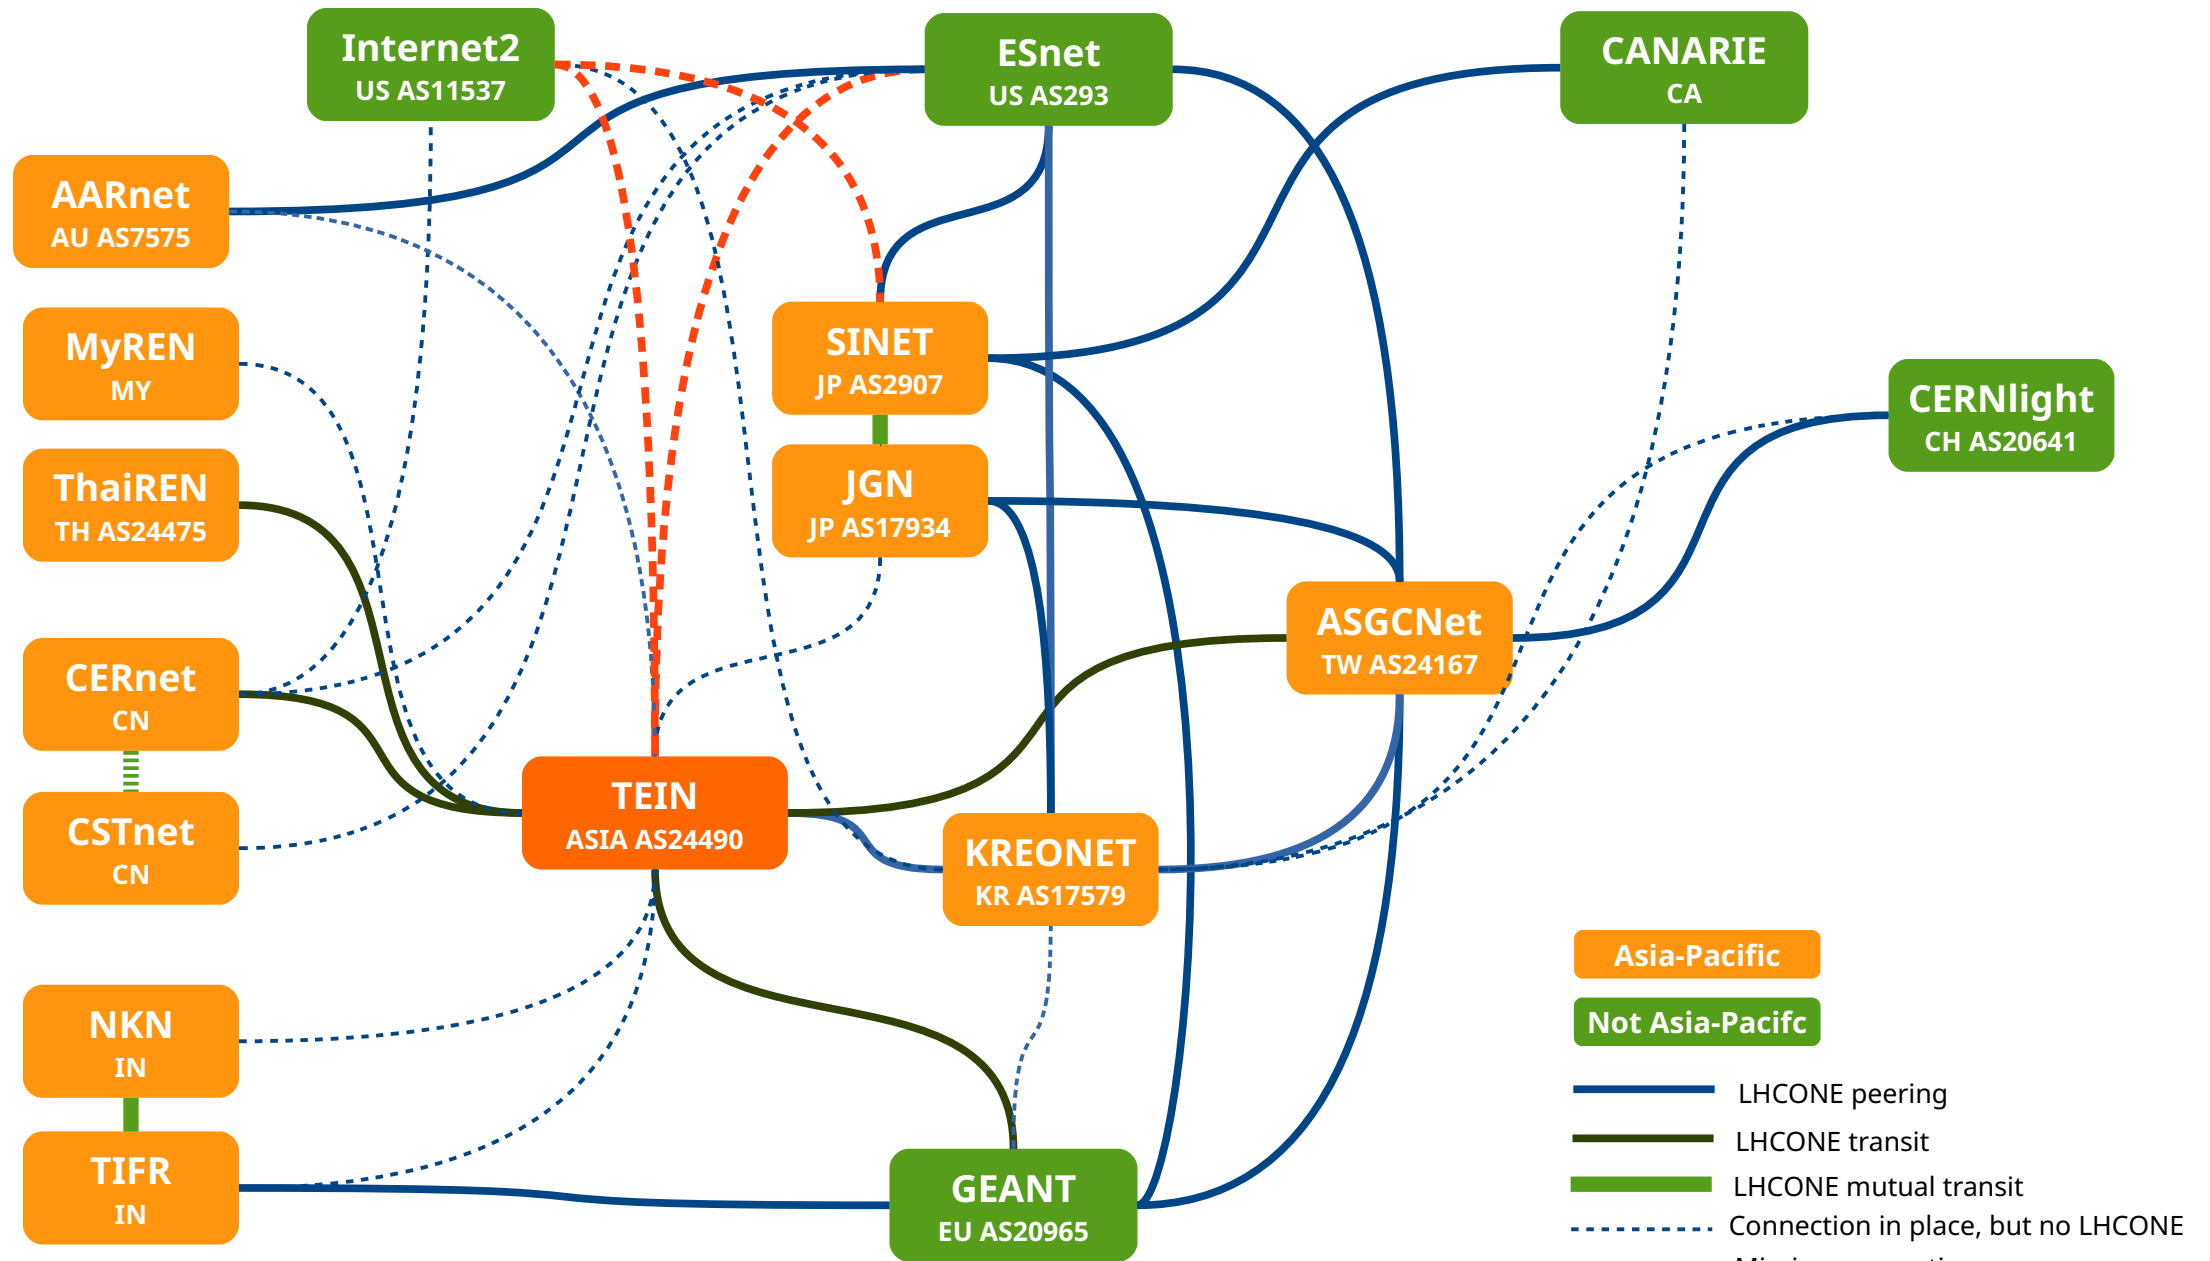 Internet2
US AS11537
ESnet
US AS293
CANARIE
CA
AARnet
AU AS7575
MyREN
MY
SINET
JP AS2907
CERNlight
CH AS20641
ThaiREN
TH AS24475
JGN
JP AS17934
ASGCNet
TW AS24167
CERnet
CN
CSTnet
CN
TEIN
ASIA AS24490
KREONET
KR AS17579
NKN
IN
TIFR
IN
GEANT
EU AS20965
Asia-Pacific
Not Asia-Pacifc
LHCONE peering
LHCONE transit
LHCONE mutual transit
Connection in place, but no LHCONE